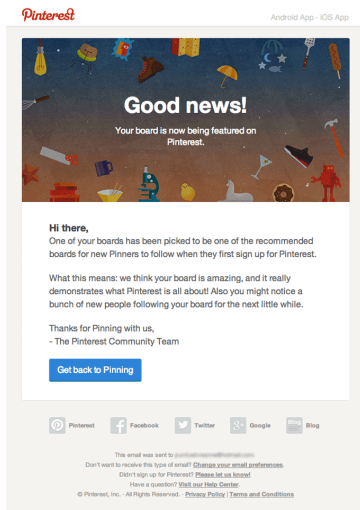 Pinterest
Android App - iOS App
Good news!
Your board is now being featured on
Pinterest.
Hi there,
One of your boards has been picked to be one of the recommended
boards for new Pinners to follow when they first sign up for Pinterest.
What this means: we think your board is amazing, and it really
demonstrates what Pinterest is all about! Also you might notice a
bunch of new people following your board for the next little while.
Thanks for Pinning with us,
- The Pinterest Community Team
Get back to Pinning
Pinterest Facebook Twitter Google Blog
This email was sent to
Don't want to receive this type of email? Change your email preferences.
Didn't sign up for Pinterest? Please let us know!
Have a question? Visit our Help Center.
© Pinterest, Inc. · All Rights Reserved. · Privacy Policy | Terms and Conditions